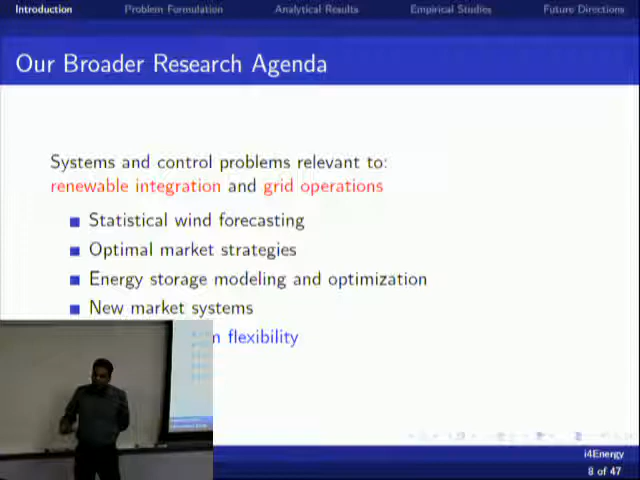 Introduction Problem Formulation Analytical Results Empirical Studies Future Directions
Our Broader Research Agenda
Systems and control problems relevant to:
renewable integration and grid operations
Statistical wind forecasting
Optimal market strategies
Energy storage modeling and optimization
New market systems
flexibility
i4Energy
8 of 47